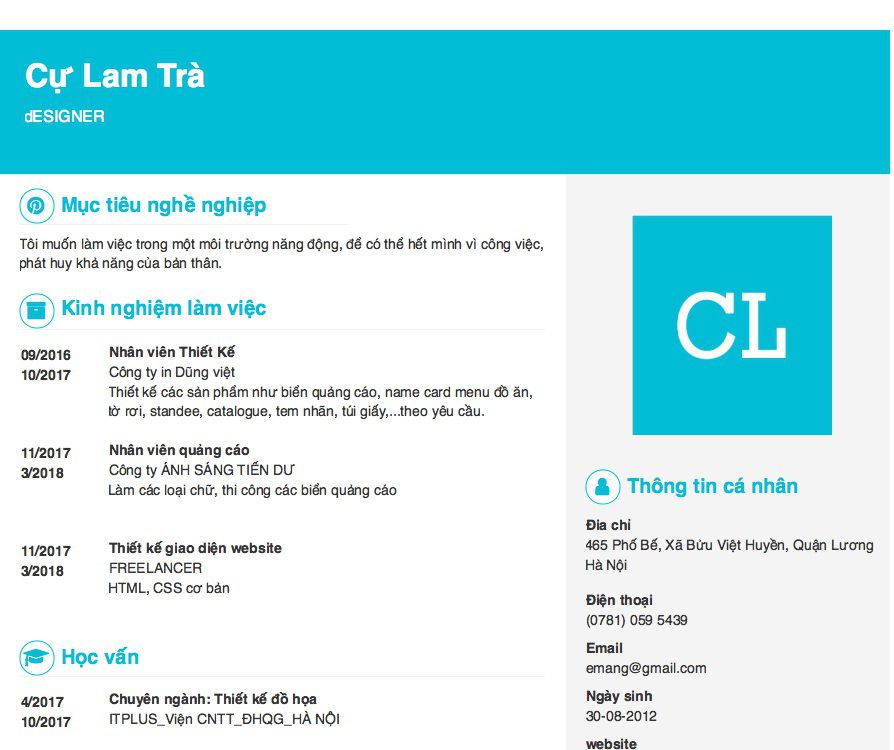 Cự Lam Trà
dESIGNER
Mục tiêu nghề nghiệp
Tôi muốn làm việc trong một môi trường năng động, để có thể hết mình vì công việc,
phát huy khả năng của bản thân.
Kinh nghiệm làm việc
09/2016
10/2017
Nhân viên Thiết Kế
Công ty in Dũng việt
Thiết kế các sản phẩm như biển quảng cáo, name card menu đồ ăn,
tờ rơi, standee, catalogue, tem nhãn, túi giấy,...theo yêu cầu.
11/2017
3/2018
Nhân viên quảng cáo
Công ty ÁNH SÁNG TIẾN DƯ
Làm các loại chữ, thi công các biển quảng cáo
11/2017
3/2018
Thiết kế giao diện website
FREELANCER
HTML, CSS cơ bản
Học vấn
4/2017
10/2017
Chuyên ngành: Thiết kế đồ họa
ITPLUS_Viện CNTT_ĐHQG_HÀ NỘI
CL
Thông tin cá nhân
Địa chỉ
465 Phố Bế, Xã Bửu Việt Huyền, Quận Lương
Hà Nội
Điện thoại
(0781) 059 5439
Email
emang@gmail.com
Ngày sinh
30-08-2012
website